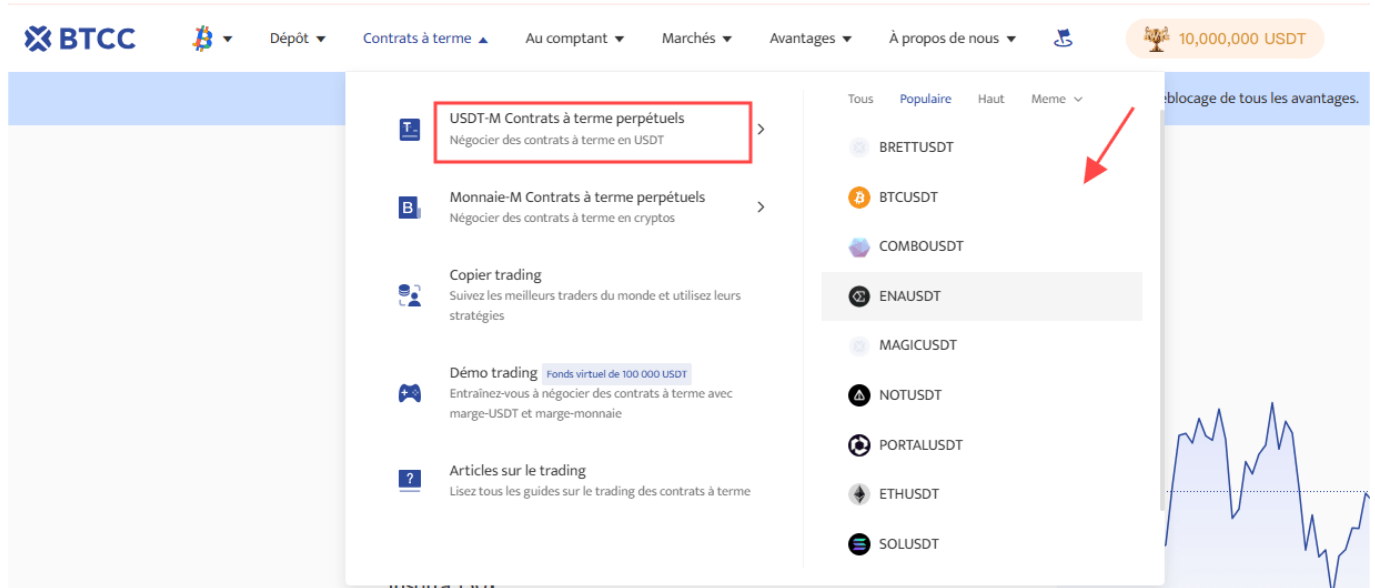 BTCC
Dépôt
Contrats à terme
Au comptant
Marchés
Avantages
À propos de nous
10,000,000 USDT
USDT-M Contrats à terme perpétuels
Négocier des contrats à terme en USDT
Monnaie-M Contrats à terme perpétuels
Négocier des contrats à terme en cryptos
Copier trading
Suivez les meilleurs traders du monde et utilisez leurs
stratégies
Démo trading Fonds virtuel de 100 000 USDT
Entraînez-vous à négocier des contrats à terme avec
marge-USDT et marge-monnaie
Articles sur le trading
Lisez tous les guides sur le trading des contrats à terme
Tous Populaire Haut Meme
BRETTUSDT
BTCUSDT
COMBOUSDT
ENAUSDT
MAGICUSDT
NOTUSDT
PORTALUSDT
ETHUSDT
SOLUSDT
blocage de tous les avantages.